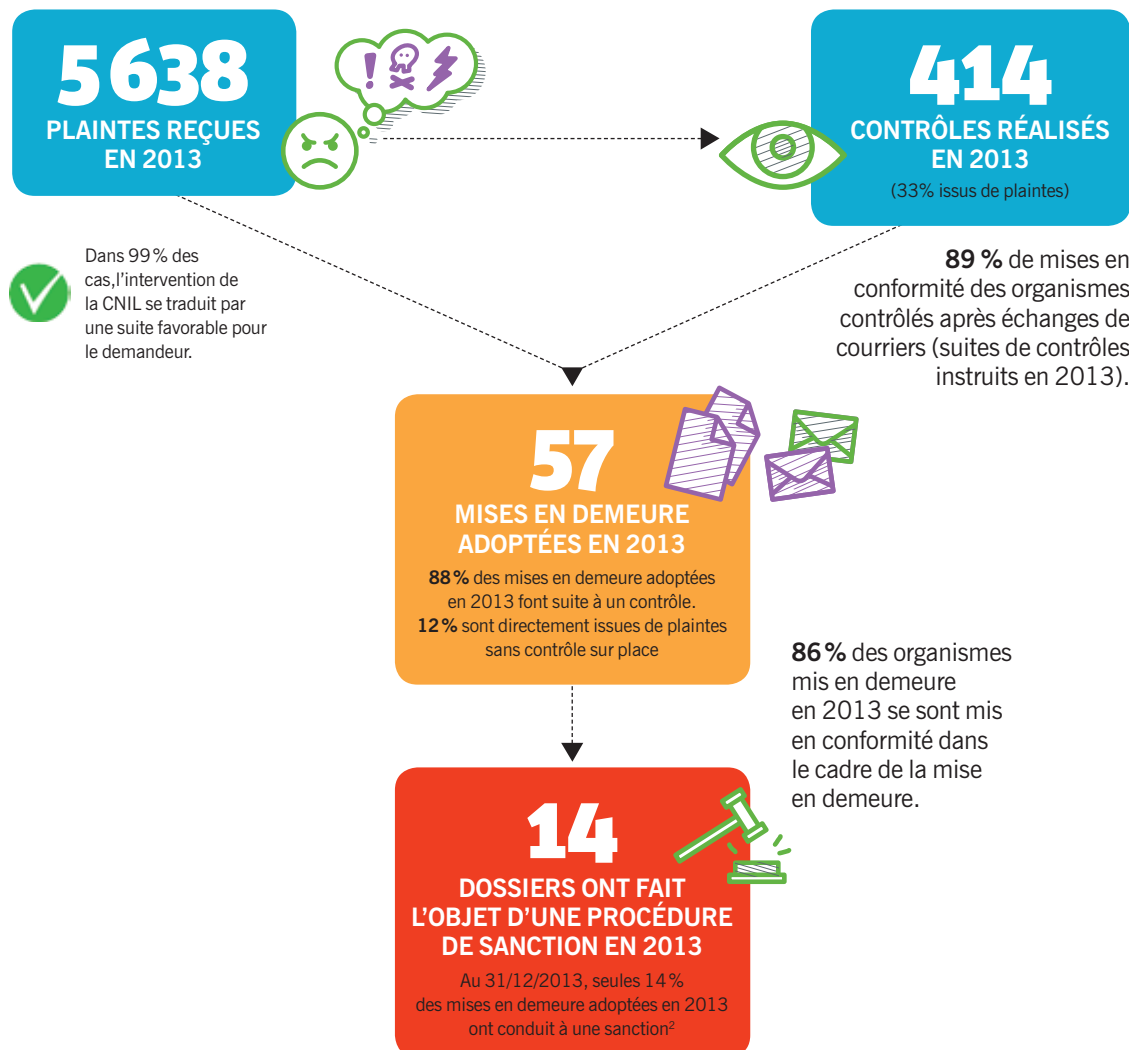 5 638
PLAINTES REÇUES
EN 2013
414
CONTRÔLES RÉALISÉS
EN 2013
(33% issus de plaintes)
Dans 99 % des
cas,l'intervention de
la CNIL se traduit par
une suite favorable pour
le demandeur.
89 % de mises en
conformité des organismes
contrôlés après échanges de
courriers (suites de contrôles
instruits en 2013).
57
MISES EN DEMEURE
ADOPTÉES EN 2013
88 % des mises en demeure adoptées
en 2013 font suite à un contrôle.
12 % sont directement issues de plaintes
sans contrôle sur place
86 % des organismes
mis en demeure
en 2013 se sont mis
en conformité dans
le cadre de la mise
en demeure.
14
DOSSIERS ONT FAIT
L'OBJET D'UNE PROCÉDURE
DE SANCTION EN 2013
Au 31/12/2013, seules 14 %
des mises en demeure adoptées en 2013
ont conduit à une sanction²